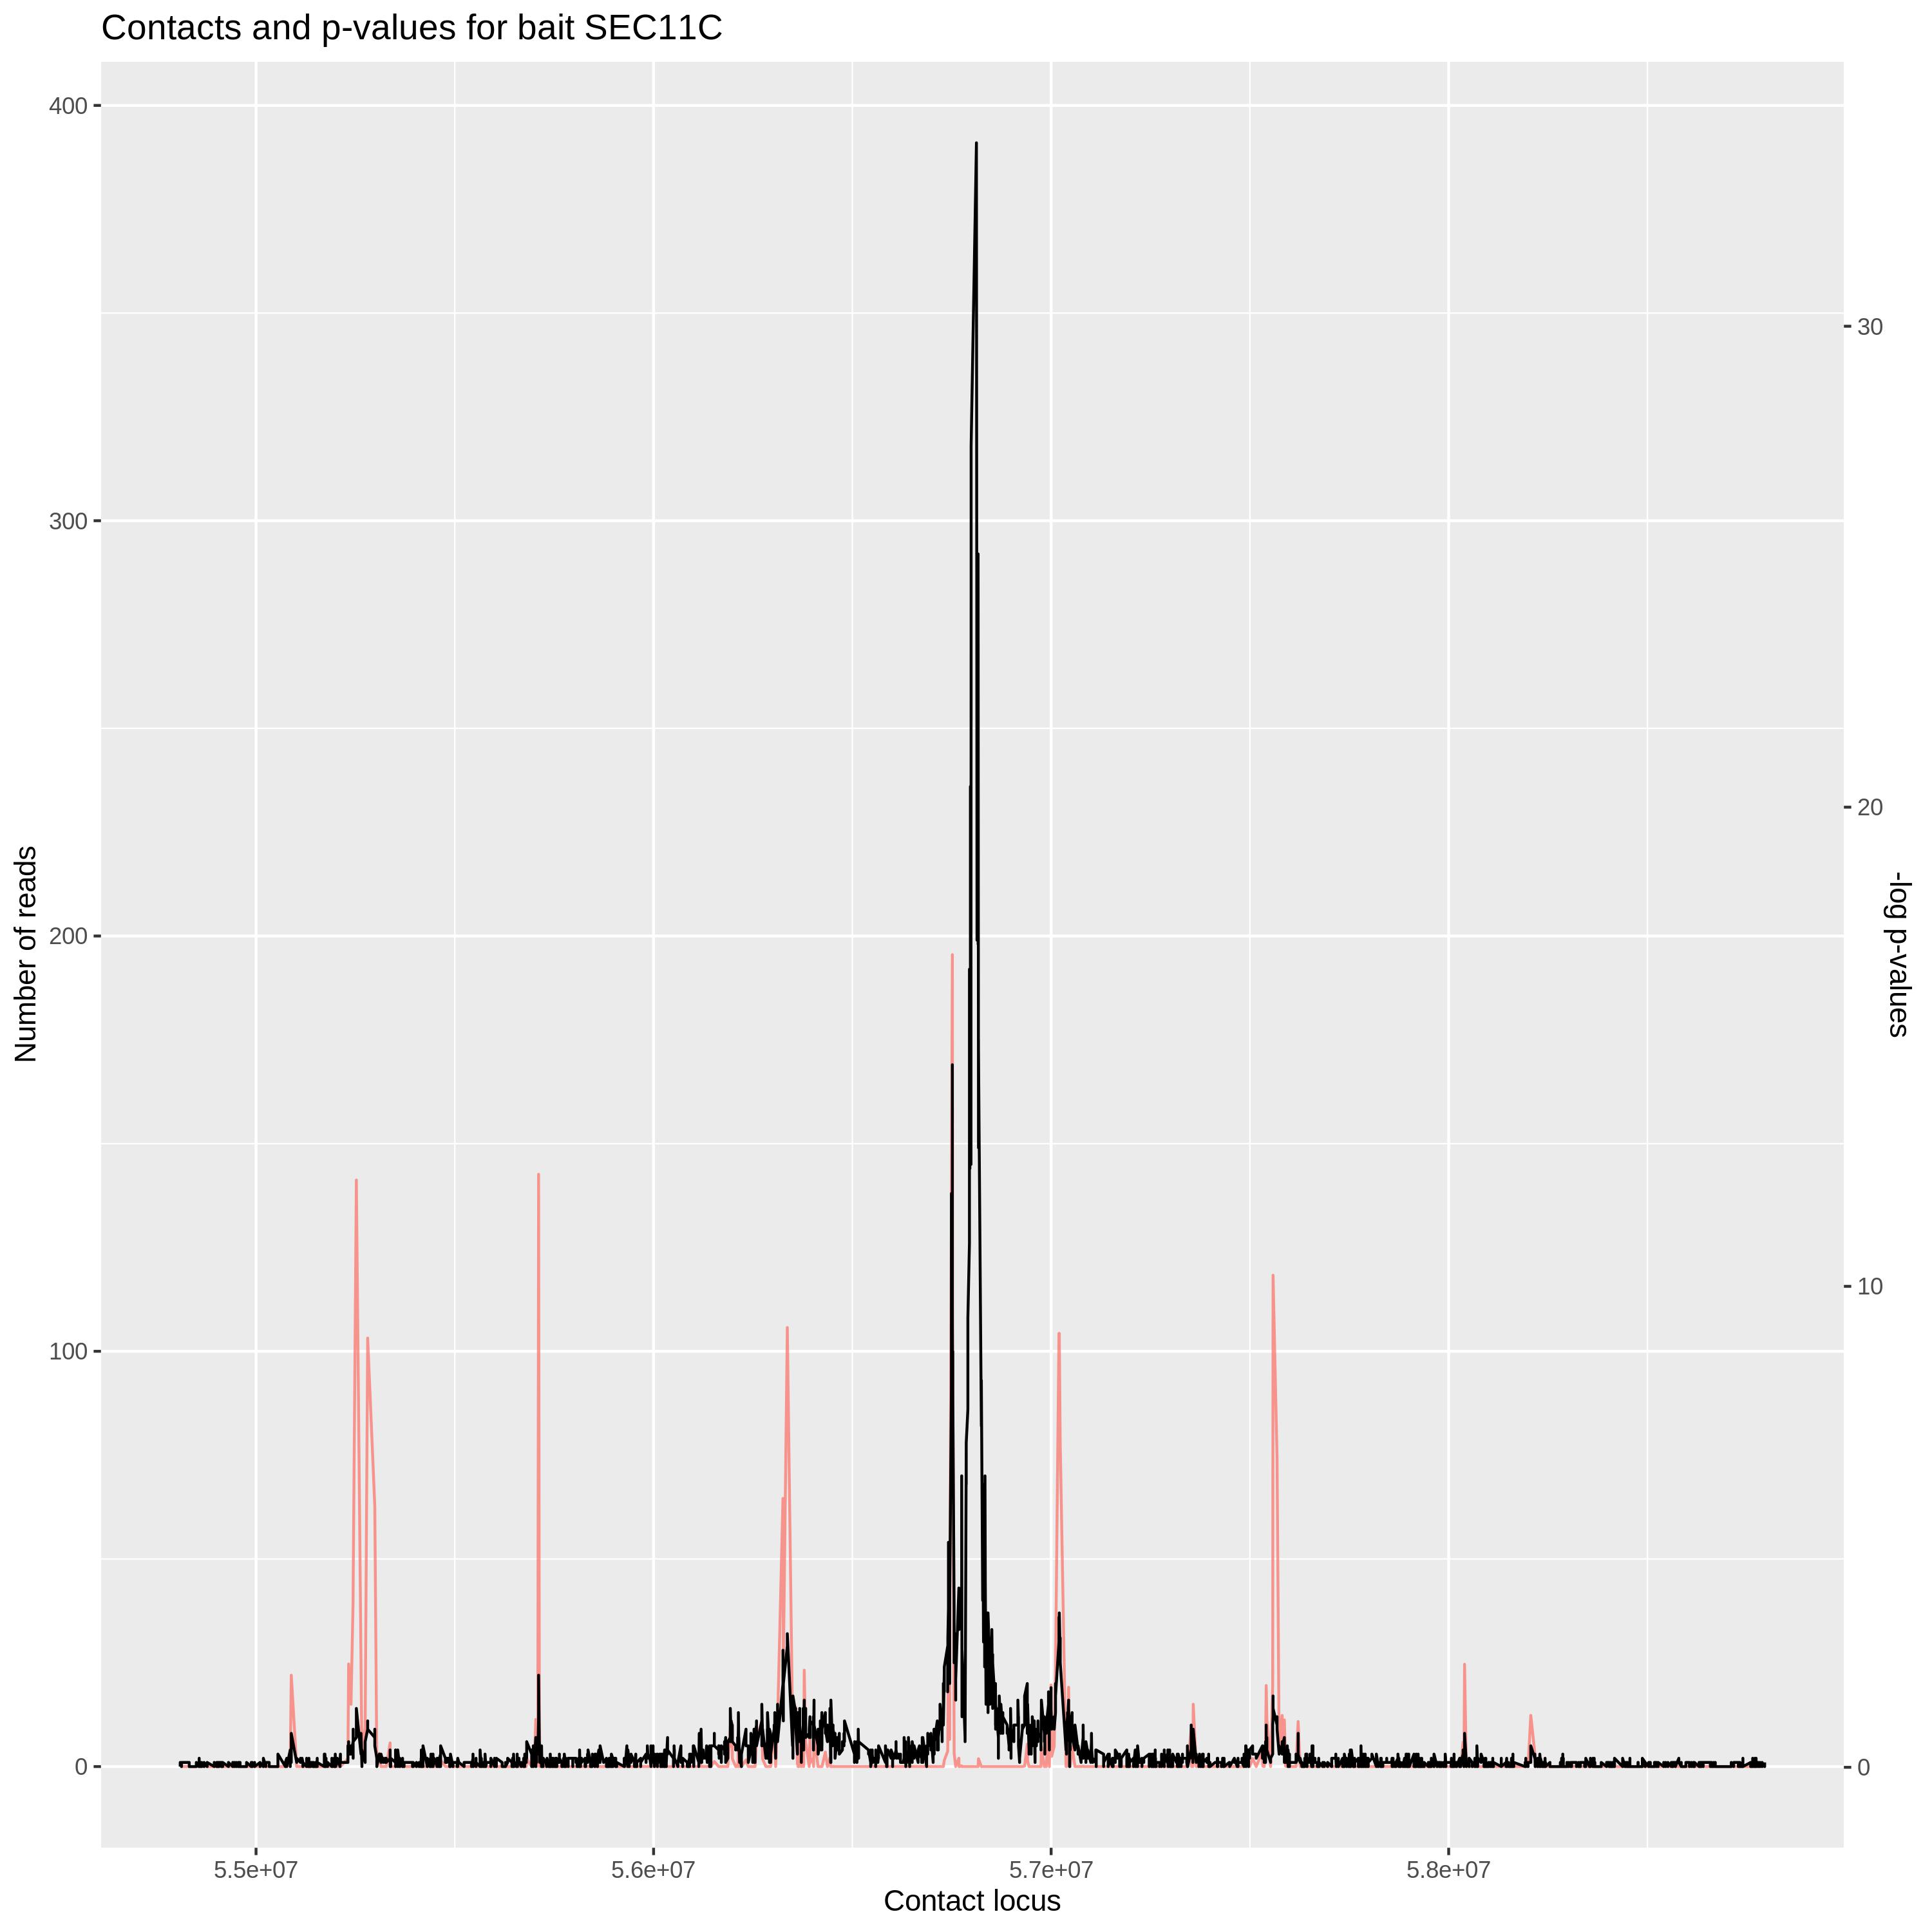 Contacts and p-values for bait SEC11C
400
300
200
100
0
Number of reads
30
20
10
0
-log p-values
5.5e+07
5.6e+07
5.7e+07
5.8e+07
Contact locus